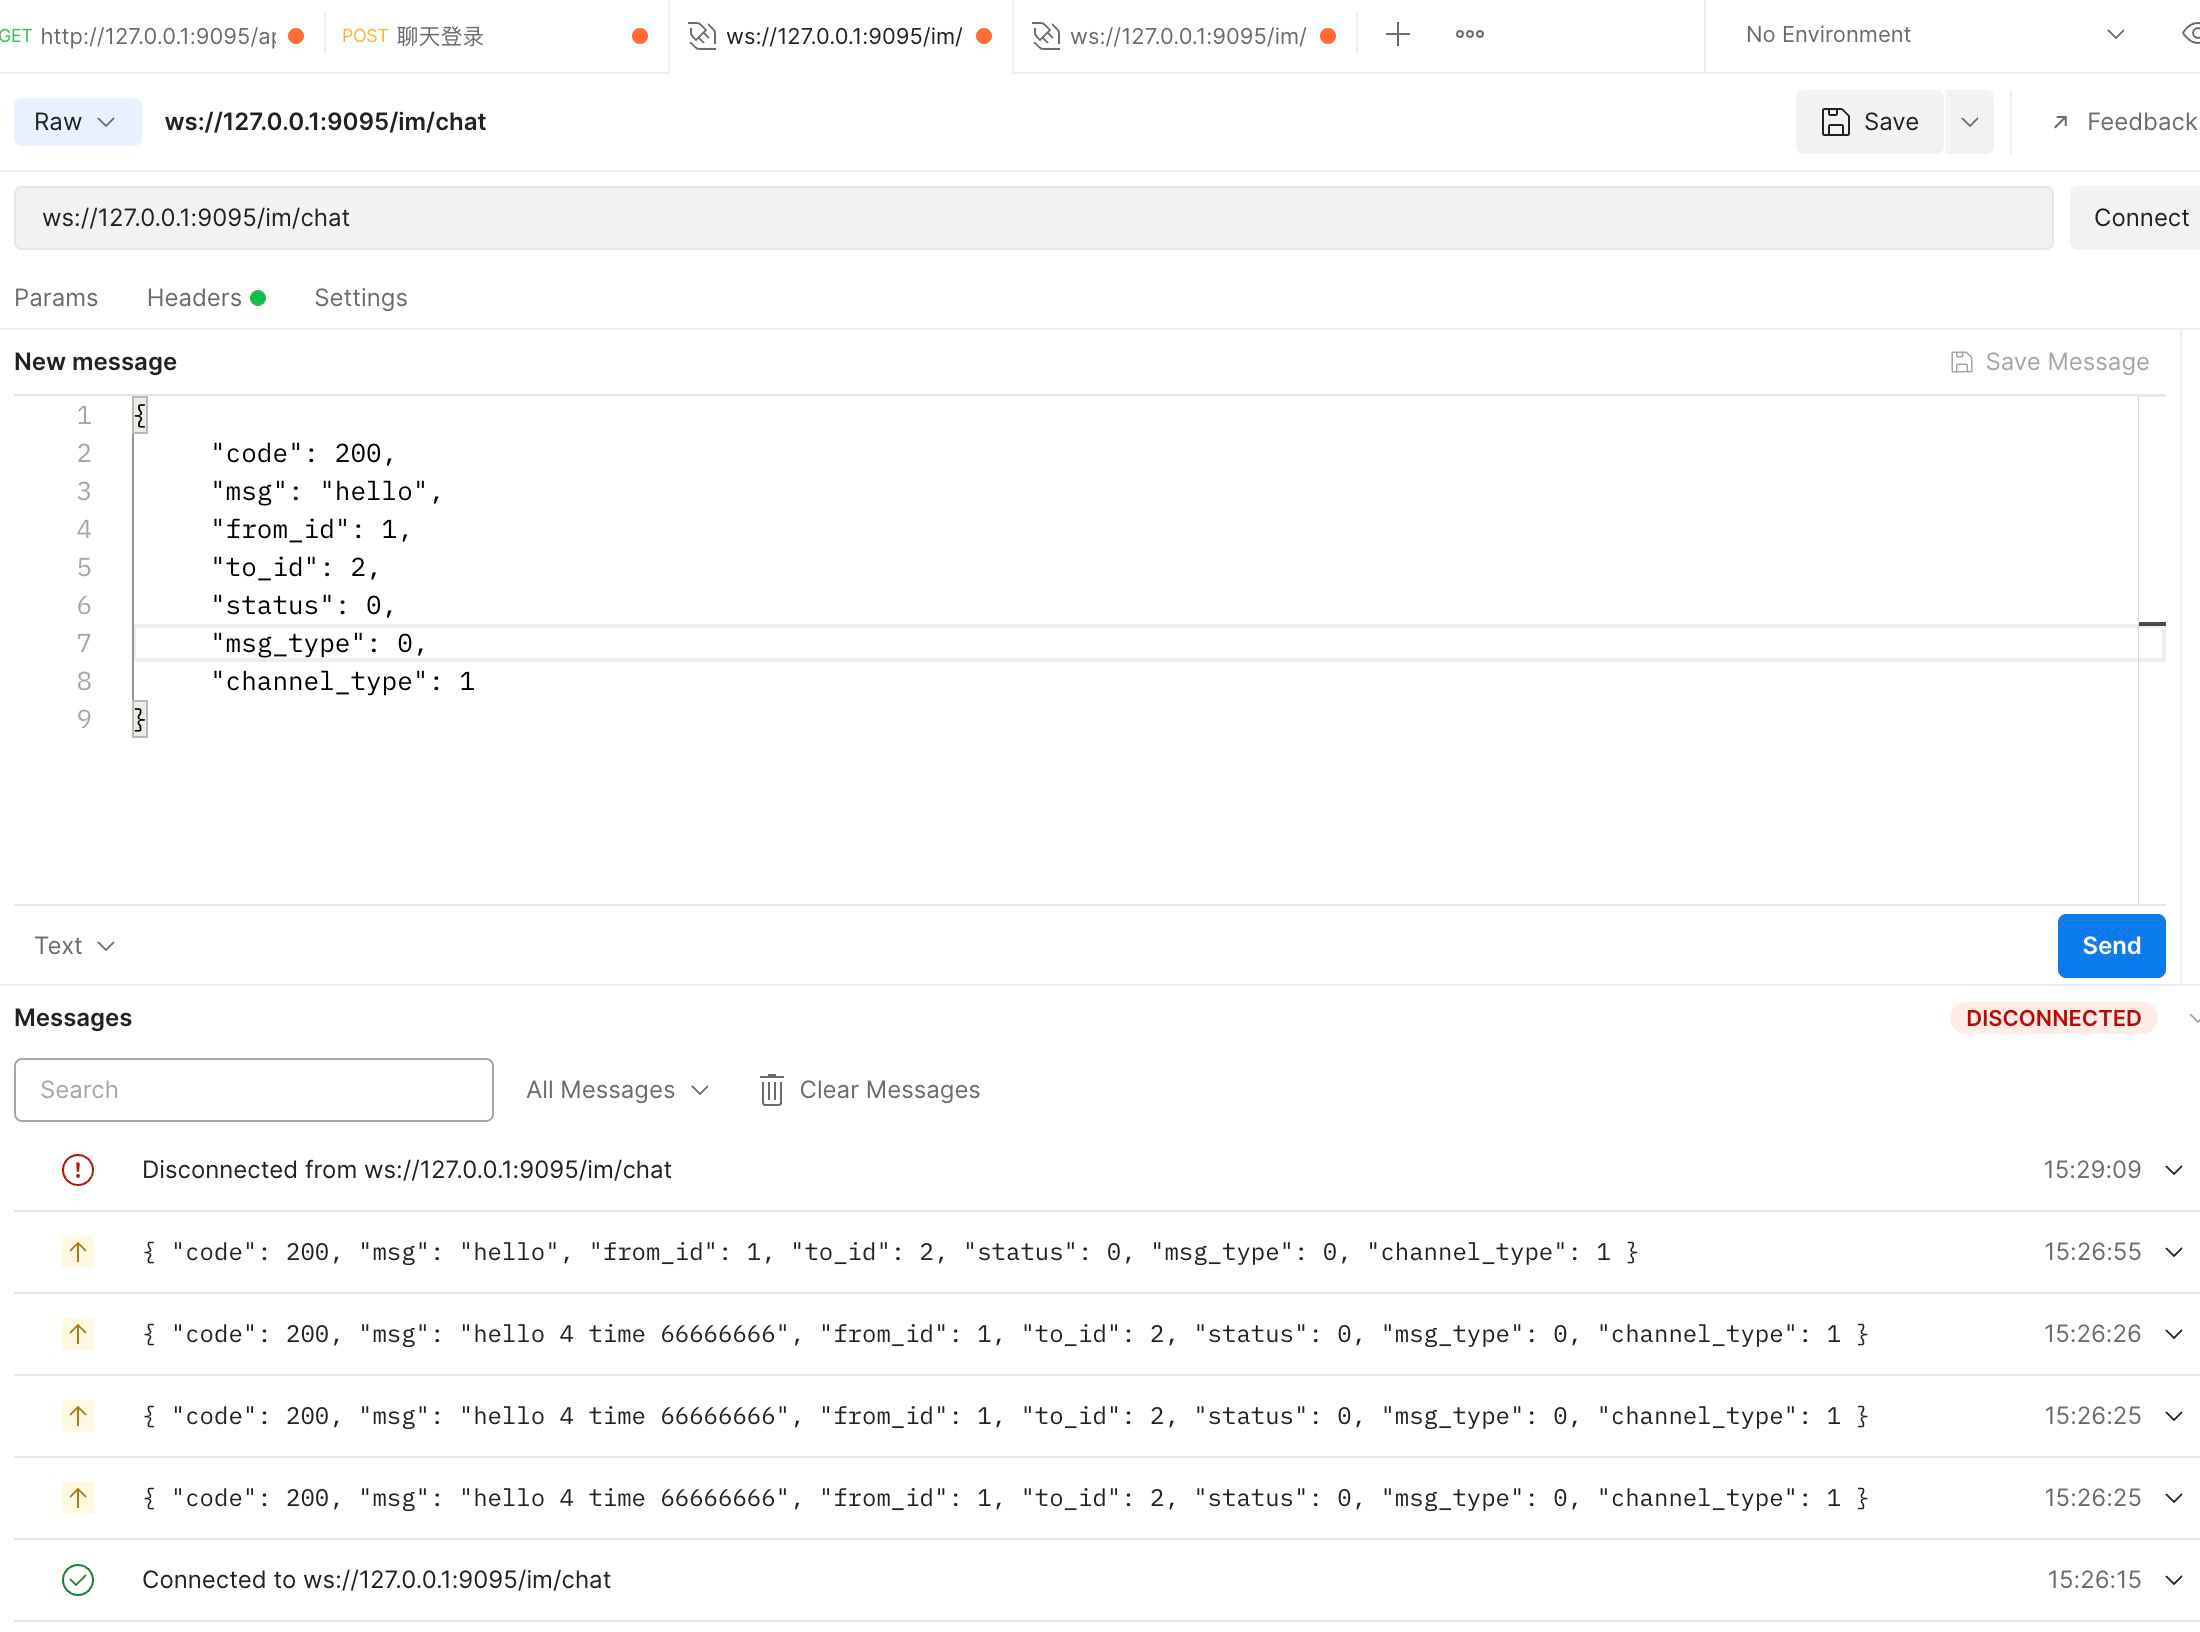 GET http://127.0.0.1:9095/ap
POST 聊天登录
ws://127.0.0.1:9095/im/
ws://127.0.0.1:9095/im/
No Environment
Raw
ws://127.0.0.1:9095/im/chat
Save
Feedback
ws://127.0.0.1:9095/im/chat
Connect
Params
Headers
Settings
New message
Save Message
1 {
2 "code": 200,
3 "msg": "hello",
4 "from_id": 1,
5 "to_id": 2,
6 "status": 0,
7 "msg_type": 0,
8 "channel_type": 1
9 }
Text
Send
Messages
DISCONNECTED
Search
All Messages
Clear Messages
Disconnected from ws://127.0.0.1:9095/im/chat 15:29:09
{ "code": 200, "msg": "hello", "from_id": 1, "to_id": 2, "status": 0, "msg_type": 0, "channel_type": 1 } 15:26:55
{ "code": 200, "msg": "hello 4 time 66666666", "from_id": 1, "to_id": 2, "status": 0, "msg_type": 0, "channel_type": 1 } 15:26:26
{ "code": 200, "msg": "hello 4 time 66666666", "from_id": 1, "to_id": 2, "status": 0, "msg_type": 0, "channel_type": 1 } 15:26:25
{ "code": 200, "msg": "hello 4 time 66666666", "from_id": 1, "to_id": 2, "status": 0, "msg_type": 0, "channel_type": 1 } 15:26:25
Connected to ws://127.0.0.1:9095/im/chat 15:26:15